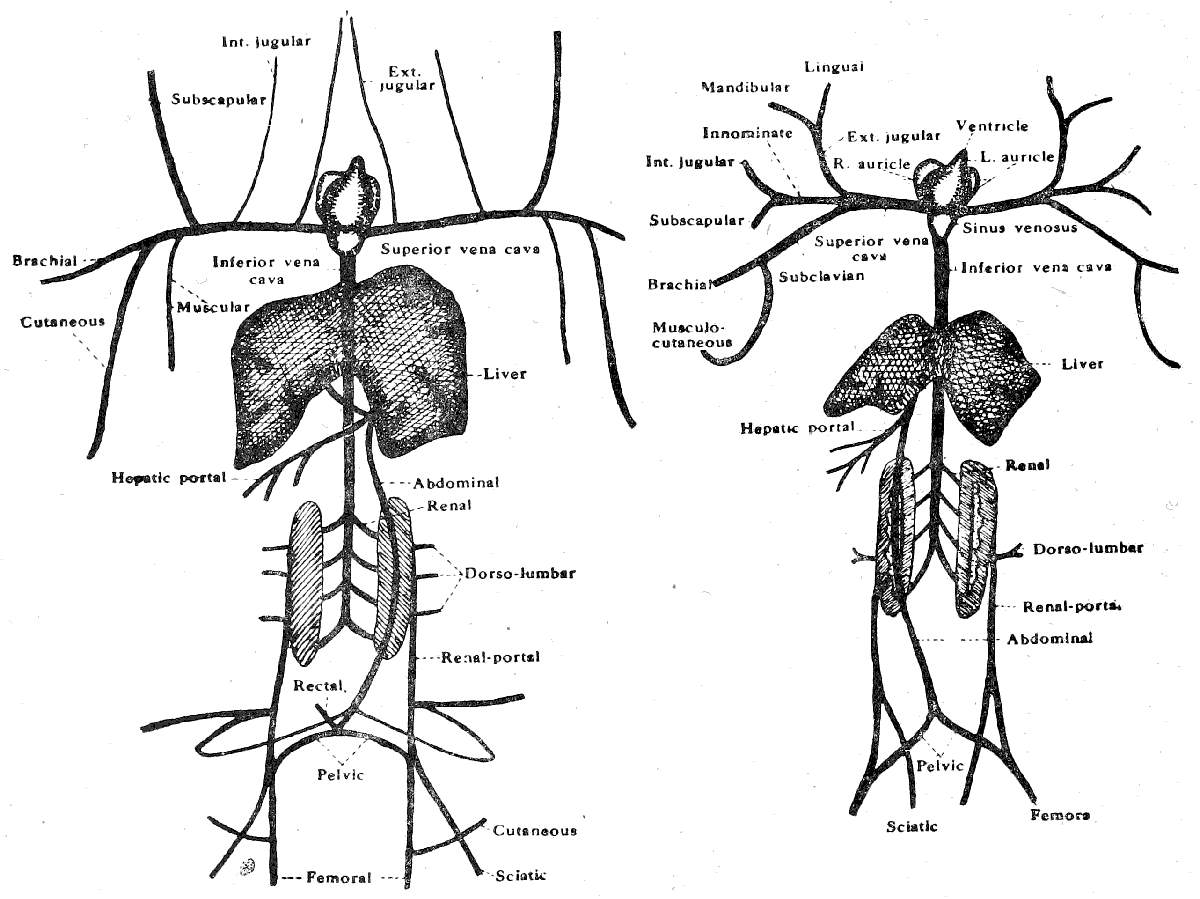 Int. jugular
Ext.
jugular
Subscapular
Brachial
Superior vena cava
Inferior vena
cava
Muscular
Cutaneous
Liver
Hepatic portal
Abdominal
Renal
Dorso-lumbar
Renal-portal
Rectal
Pelvic
Cutaneous
Femoral
Sciatic
Lingual
Mandibular
Innominate
Ext. jugular
Ventricle
Int. jugular
R. auricle
L. auricle
Subscapular
Sinus venosus
Superior vena
cava
Inferior vena cava
Subclavian
Brachial
Musculo-
cutaneous
Liver
Hepatic portal
Renal
Dorso-lumbar
Renal-porta
Abdominal
Pelvic
Femora
Sciatic